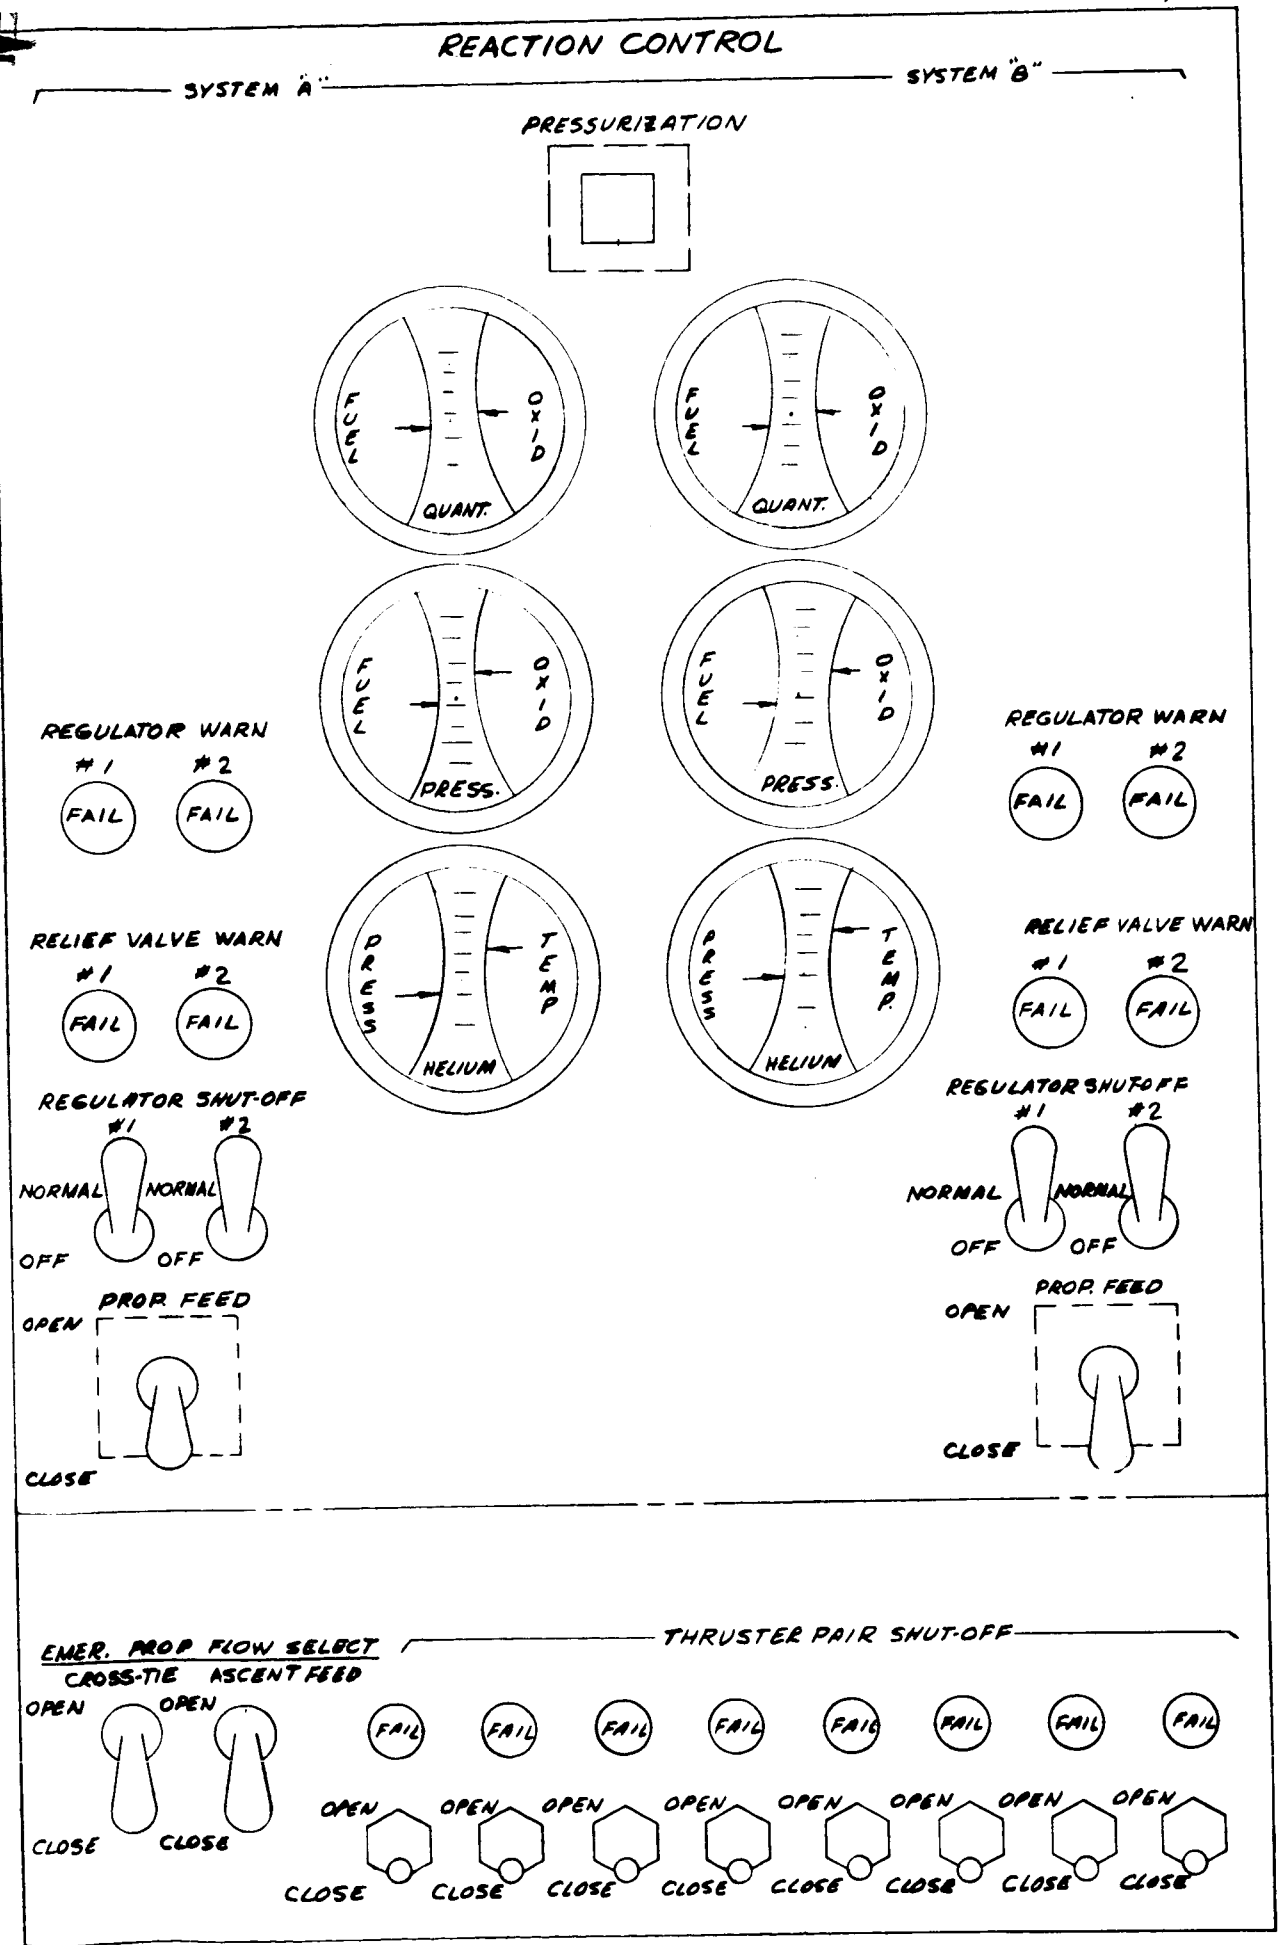 REACTION CONTROL
SYSTEM "A"
SYSTEM "B"
PRESSURIZATION
FUEL
OXID
QUANT.
FUEL
OXID
QUANT.
FUEL
OXID
PRESS.
FUEL
OXID
PRESS.
PRESS
TEMP
HELIUM
PRESS
TEMP.
HELIUM
REGULATOR WARN
#1 #2
FAIL FAIL
RELIEF VALVE WARN
#1 #2
FAIL FAIL
REGULATOR SHUT-OFF
#1 #2
NORMAL NORMAL
OFF OFF
PROP. FEED
OPEN
CLOSE
REGULATOR WARN
#1 #2
FAIL FAIL
RELIEF VALVE WARN
#1 #2
FAIL FAIL
REGULATOR SHUT-OFF
#1 #2
NORMAL NORMAL
OFF OFF
PROP. FEED
OPEN
CLOSE
EMER. PROP FLOW SELECT
CROSS-TIE ASCENT FEED
OPEN OPEN
CLOSE CLOSE
THRUSTER PAIR SHUT-OFF
FAIL FAIL FAIL FAIL FAIL FAIL FAIL FAIL
OPEN OPEN OPEN OPEN OPEN OPEN OPEN OPEN
CLOSE CLOSE CLOSE CLOSE CLOSE CLOSE CLOSE CLOSE